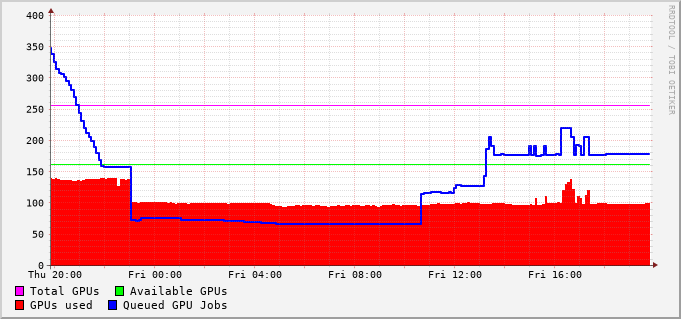 400
350
300
250
200
150
100
50
0
Thu 20:00 Fri 00:00 Fri 04:00 Fri 08:00 Fri 12:00 Fri 16:00
Total GPUs Available GPUs
GPUs used Queued GPU Jobs
RRDTOOL / TOBI OETIKER